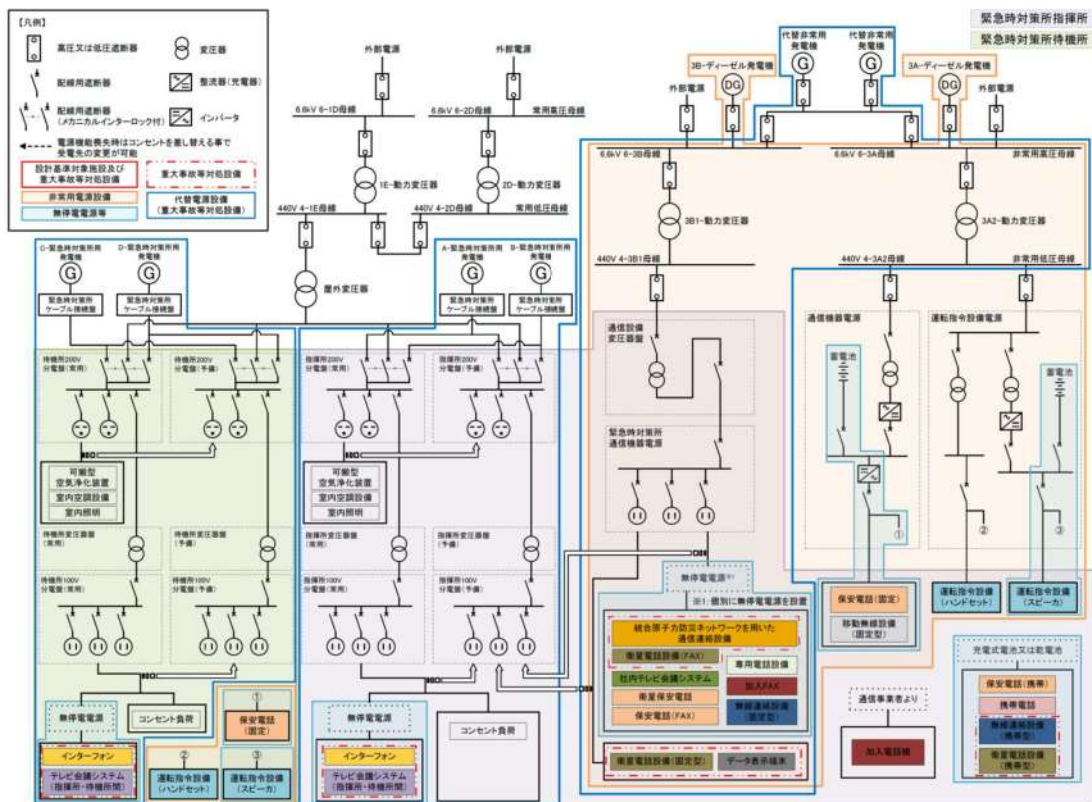 【凡例】
高圧又は低圧遮断器
変圧器
配線用遮断器
整流器(充電器)
配線用遮断器
(メカニカルインターロック付)
インバータ
電源機能喪失時はコンセントを差し替える事で
受電先の変更が可能
設計基準対象施設及び
重大事故等対処設備
重大事故等対処設備
非常用電源設備
無停電電源等
代替電源設備
(重大事故等対処設備)
緊急時対策所指揮所
緊急時対策所待機所
外部電源
外部電源
6.6kV 6-1D母線
6.6kV 6-2D母線
常用高圧母線
1E-動力変圧器
2D-動力変圧器
440V 4-1E母線
440V 4-2D母線
常用低圧母線
屋外変圧器
代替非常用
発電機
G
代替非常用
発電機
G
3B-ディーゼル発電機
DG
3A-ディーゼル発電機
DG
外部電源
外部電源
6.6kV 6-3B母線
6.6kV 6-3A母線
非常用高圧母線
3B1-動力変圧器
3A2-動力変圧器
440V 4-3B1母線
440V 4-3A2母線
非常用低圧母線
C-緊急時対策所用
発電機
G
D-緊急時対策所用
発電機
G
A-緊急時対策所用
発電機
G
B-緊急時対策所用
発電機
G
緊急時対策所
ケーブル接続盤
緊急時対策所
ケーブル接続盤
緊急時対策所
ケーブル接続盤
緊急時対策所
ケーブル接続盤
待機所200V
分電盤(常用)
待機所200V
分電盤(予備)
指揮所200V
分電盤(常用)
指揮所200V
分電盤(予備)
可搬型
空気浄化装置
室内空調設備
室内照明
可搬型
空気浄化装置
室内空調設備
室内照明
待機所変圧器盤
(常用)
待機所変圧器盤
(予備)
指揮所変圧器盤
(常用)
指揮所変圧器盤
(予備)
待機所100V
分電盤(常用)
待機所100V
分電盤(予備)
指揮所100V
分電盤(常用)
指揮所100V
分電盤(予備)
無停電電源
コンセント負荷
インターフォン
テレビ会議システム
(指揮所・待機所間)
①
保安電話
(固定)
②
運転指令設備
(ハンドセット)
③
運転指令設備
(スピーカ)
無停電電源
コンセント負荷
インターフォン
テレビ会議システム
(指揮所・待機所間)
通信設備
変圧器盤
緊急時対策所
通信機器電源
無停電電源※1
※1:個別に無停電電源を設置
統合原子力防災ネットワークを用いた
通信連絡設備
衛星電話設備(FAX)
専用電話設備
社内テレビ会議システム
加入FAX
衛星保安電話
保安電話(FAX)
無線連絡設備
(固定型)
衛星電話設備(固定型)
データ表示端末
通信機器電源
蓄電池
①
運転指令設備電源
蓄電池
②
③
保安電話(固定)
移動無線設備
(固定型)
運転指令設備
(ハンドセット)
運転指令設備
(スピーカ)
通信事業者より
加入電話機
充電式電池又は乾電池
保安電話(携帯)
携帯電話
無線連絡設備
(携帯型)
衛星電話設備
(携帯型)